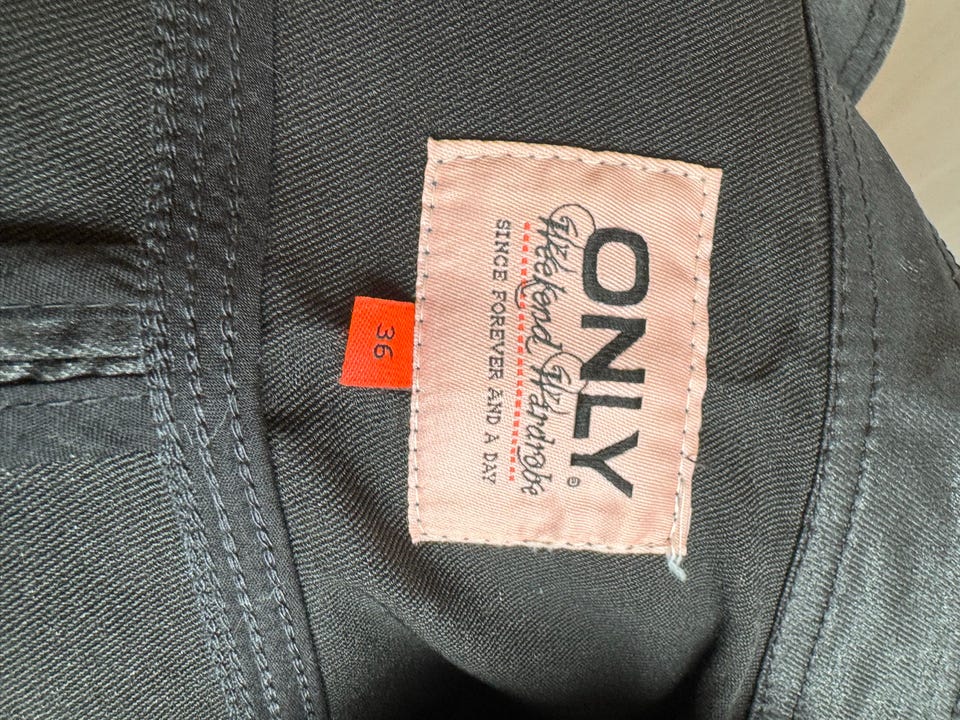 ONLY®
Weekend Wardrobe
SINCE FOREVER AND A DAY
36